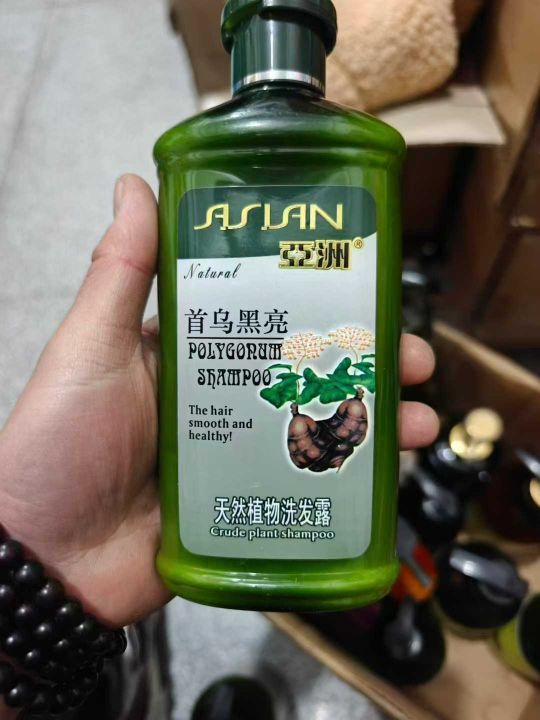 ASIAN
亞洲®
Natural
首乌黑亮
POLYGONUM
SHAMPOO
The hair
smooth and
healthy!
天然植物洗发露
Crude plant shampoo